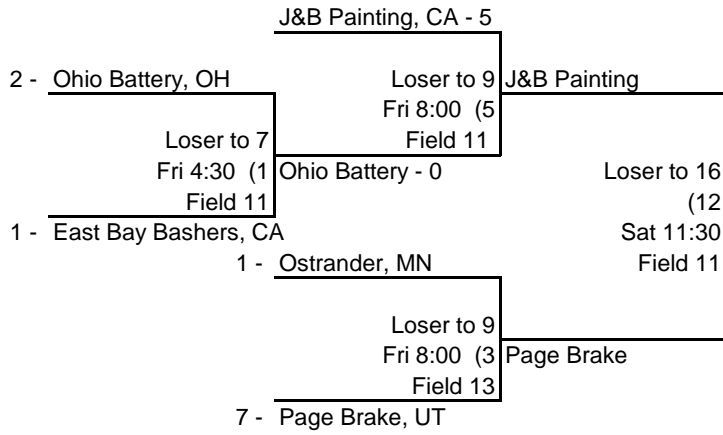 J&B Painting, CA - 5
2 - Ohio Battery, OH
Loser to 9 J&B Painting
Fri 8:00 (5
Loser to 7 Field 11
Fri 4:30 (1 Ohio Battery - 0 Loser to 16
Field 11 (12
1 - East Bay Bashers, CA Sat 11:30
1 - Ostrander, MN Field 11
Loser to 9
Fri 8:00 (3 Page Brake
Field 13
7 - Page Brake, UT